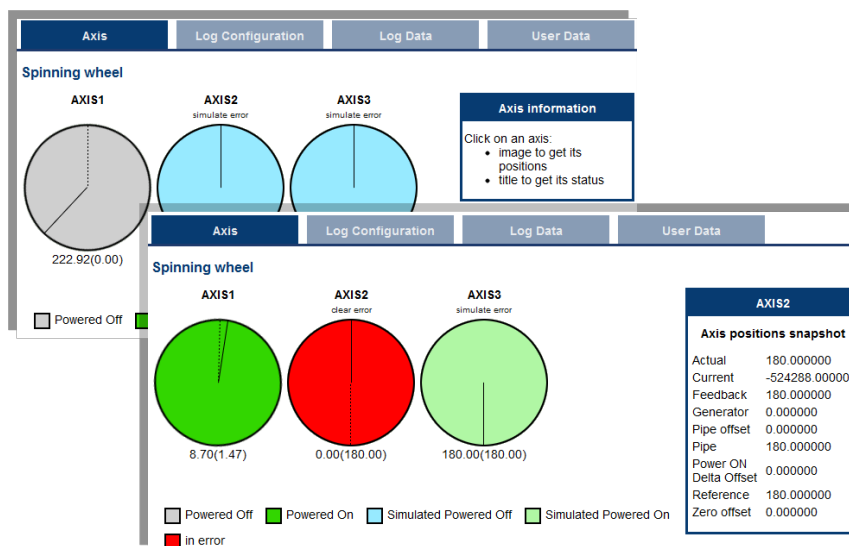 Axis
Log Configuration
Log Data
User Data
Spinning wheel
AXIS1
AXIS2
AXIS3
simulate error
simulate error
Axis information
Click on an axis:
• image to get its
positions
• title to get its status
222.92(0.00)
Powered Off
Axis
Log Configuration
Log Data
User Data
Spinning wheel
AXIS1
AXIS2
AXIS3
clear error
simulate error
8.70(1.47)
0.00(180.00)
180.00(180.00)
Powered Off
Powered On
Simulated Powered Off
Simulated Powered On
in error
AXIS2
Axis positions snapshot
Actual 180.000000
Current -524288.00000
Feedback 180.000000
Generator 0.000000
Pipe offset 0.000000
Pipe 180.000000
Power ON
Delta Offset 0.000000
Reference 180.000000
Zero offset 0.000000